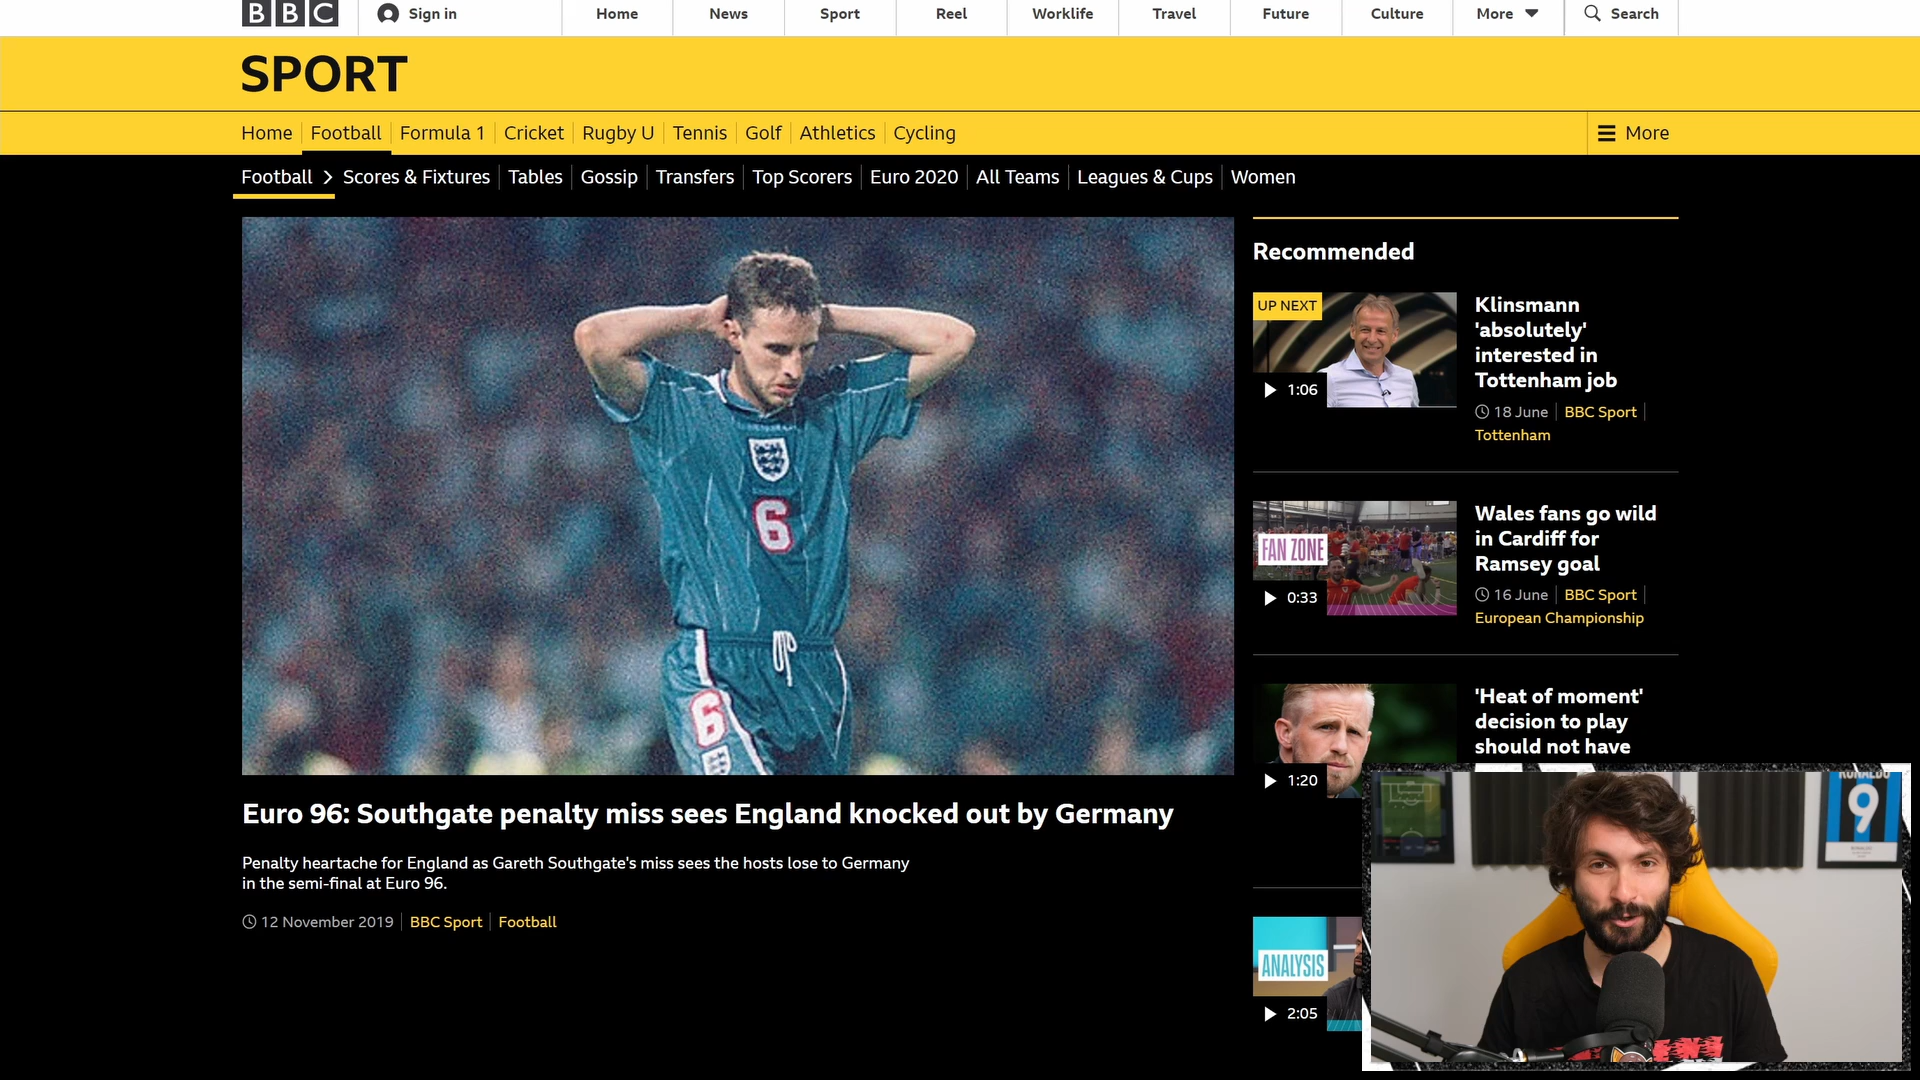 BBC
Sign in
Home
News
Sport
Reel
Worklife
Travel
Future
Culture
More
Search
SPORT
Home
Football
Formula 1
Cricket
Rugby U
Tennis
Golf
Athletics
Cycling
More
Football
Scores & Fixtures
Tables
Gossip
Transfers
Top Scorers
Euro 2020
All Teams
Leagues & Cups
Women
6
6
Euro 96: Southgate penalty miss sees England knocked out by Germany
Penalty heartache for England as Gareth Southgate's miss sees the hosts lose to Germany
in the semi-final at Euro 96.
12 November 2019
BBC Sport
Football
Recommended
UP NEXT
1:06
Klinsmann
'absolutely'
interested in
Tottenham job
18 June
BBC Sport
Tottenham
FAN ZONE
0:33
Wales fans go wild
in Cardiff for
Ramsey goal
16 June
BBC Sport
European Championship
1:20
'Heat of moment'
decision to play
should not have
ANALYSIS
2:05
RONALDO
9
RONALDO